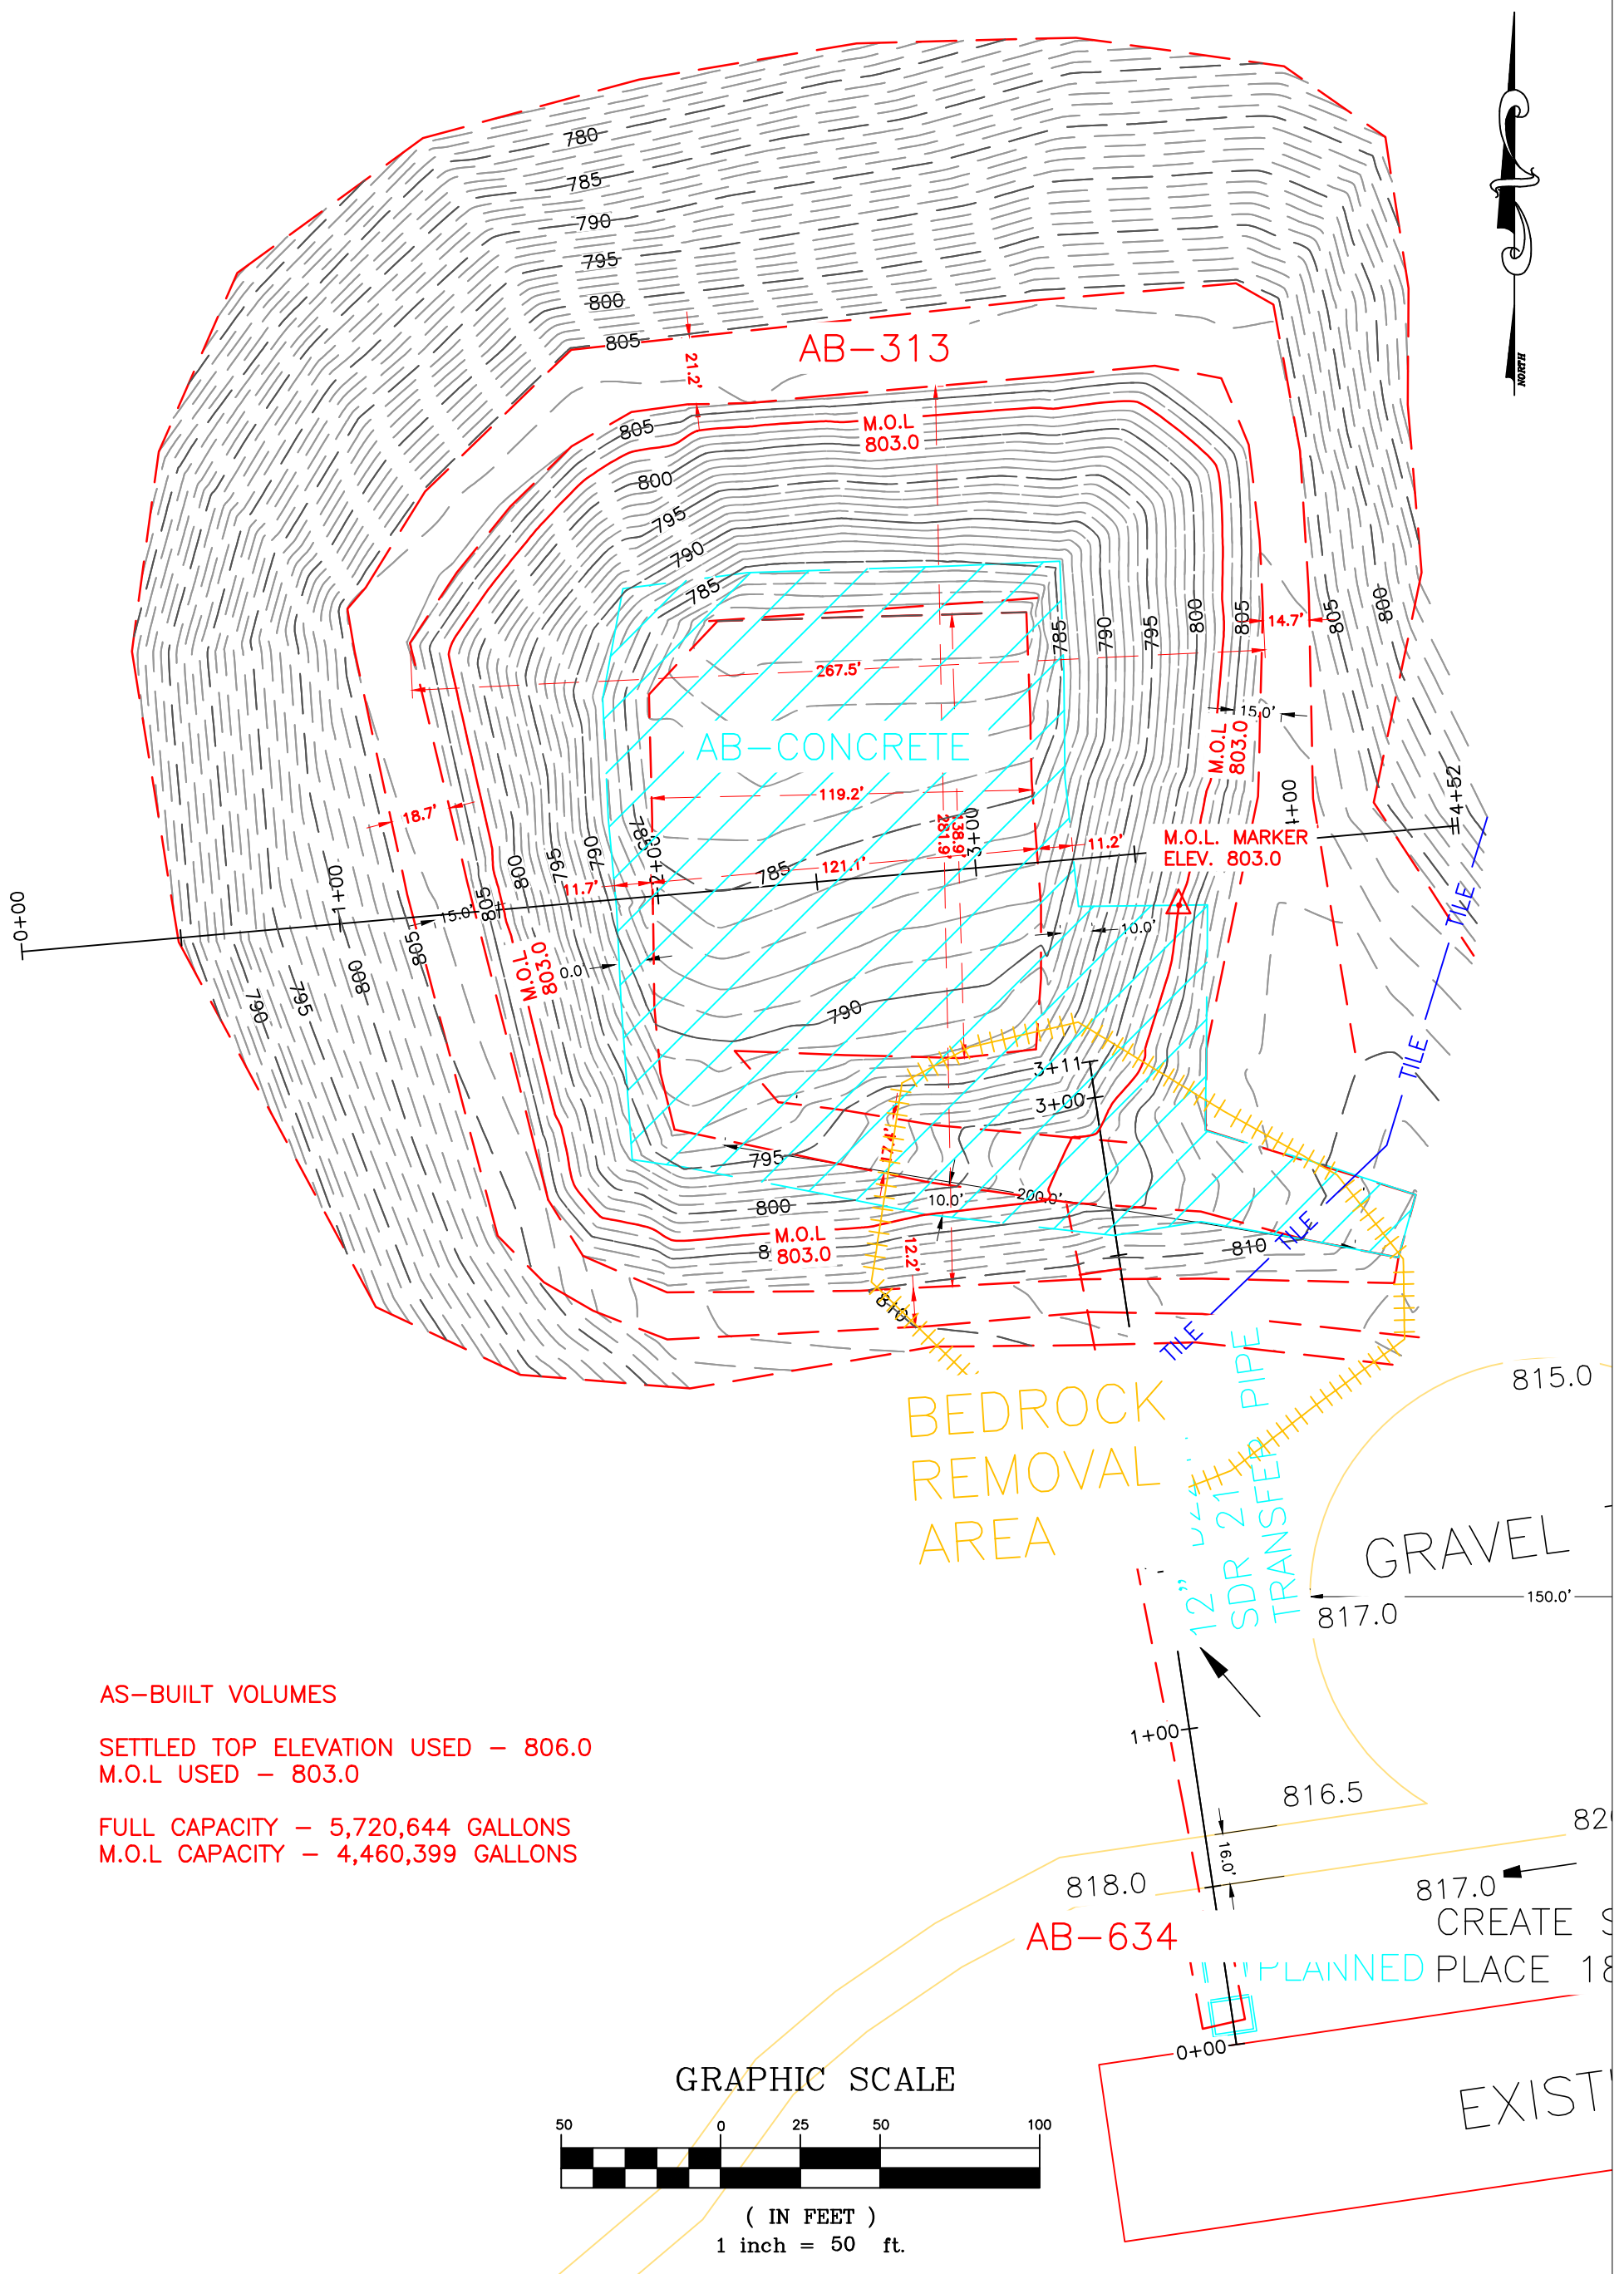 NORTH
780
785
790
795
800
805
AB-313
21.2'
805
M.O.L
803.0
800
795
790
785
785
790
795
800
805
14.7'
805
800
267.5'
15.0'
M.O.L
803.0
AB-CONCRETE
119.2'
18.7'
138.9'
281.9'
3+00
4+52
M.O.L. MARKER
ELEV. 803.0
11.2'
785
790
795
800
805
785
121.1'
11.7'
1+00
0+00
15.0'
805
800
795
790
M.O.L
803.0
10.0'
TILE
790
TILE
3+11
3+00
17.4'
795
10.0'
200.0'
800
M.O.L
803.0
12.2'
810
TILE
810
TILE
BEDROCK
REMOVAL
AREA
12"
SDR 21
TRANSFER PIPE
815.0
GRAVEL
150.0'
817.0
AS-BUILT VOLUMES
SETTLED TOP ELEVATION USED - 806.0
M.O.L USED - 803.0
FULL CAPACITY - 5,720,644 GALLONS
M.O.L CAPACITY - 4,460,399 GALLONS
1+00
816.5
16.0'
818.0
817.0
AB-634
CREATE
PLANNED PLACE 18
0+00
EXIST
GRAPHIC SCALE
50 0 25 50 100
( IN FEET )
1 inch = 50 ft.